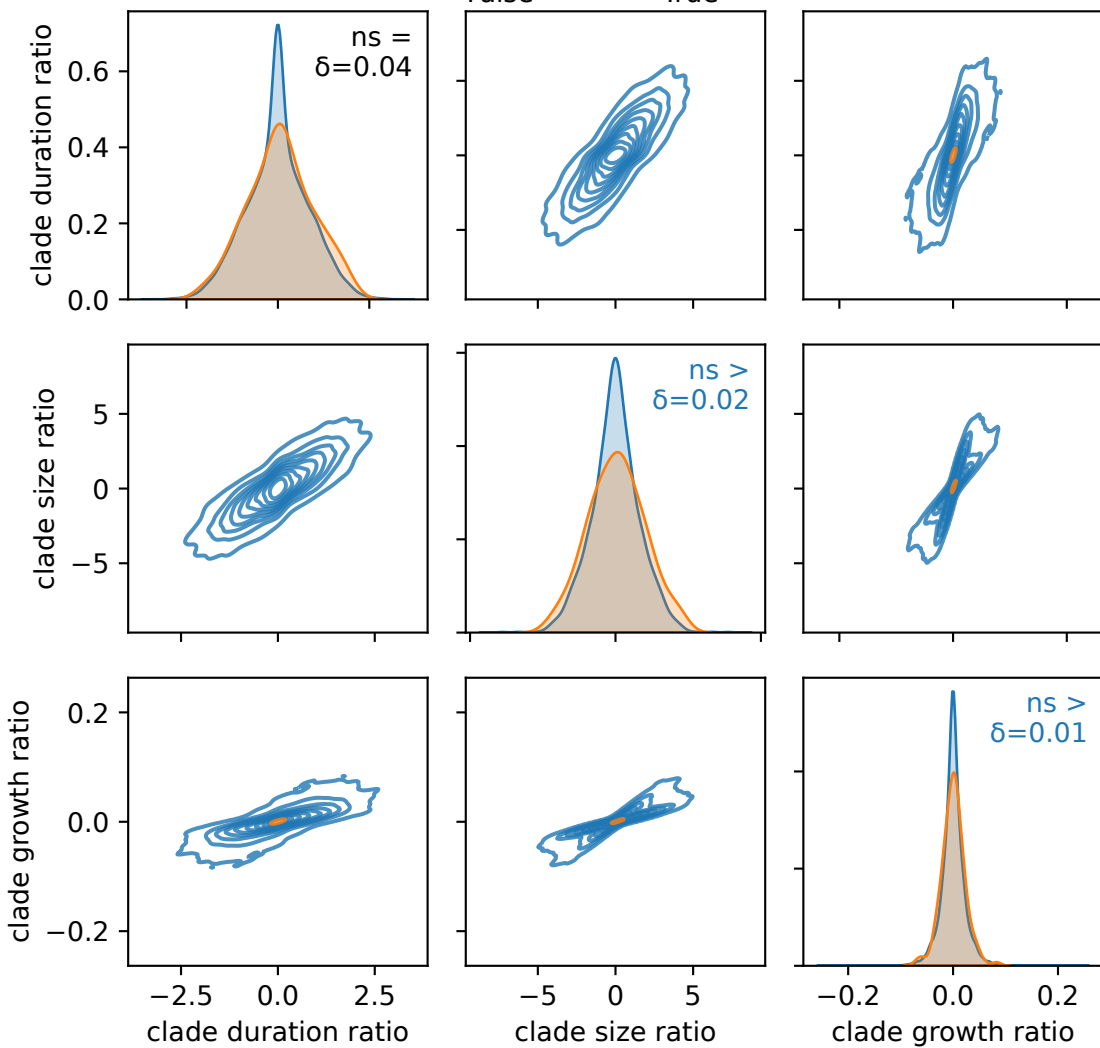 clade duration ratio
0.6
0.4
0.2
0.0
ns =
δ=0.04
clade size ratio
5
0
−5
ns >
δ=0.02
clade growth ratio
0.2
0.0
−0.2
ns >
δ=0.01
−2.5 0.0 2.5
−5 0 5
−0.2 0.0 0.2
clade duration ratio
clade size ratio
clade growth ratio